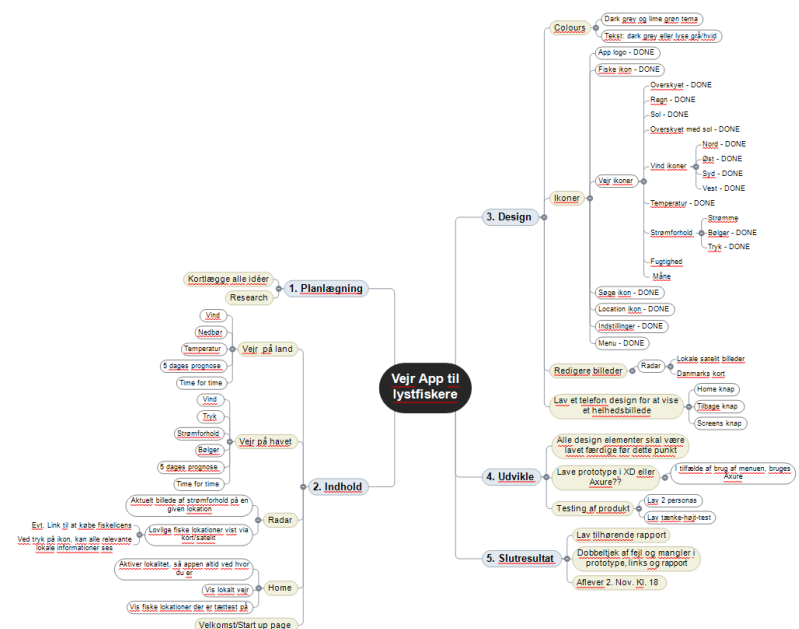 Vejr App til
lystfiskere
1. Planlægning
Kortlægge alle idéer
Research
2. Indhold
Vejr på land
Vind
Nedbør
Temperatur
5 dages prognose
Time for time
Vejr på havet
Vind
Tryk
Strømforhold
Bølger
5 dages prognose
Time for time
Radar
Aktuelt billede af strømforhold på en
given lokation
Lovlige fiske lokationer vist via
kort/satelit
Evt. Link til at købe fiskelicens
Ved tryk på ikon, kan alle relevante
lokale informationer ses
Home
Aktiver lokalitet, så appen altid ved hvor
du er
Vis lokalt vejr
Vis fiske lokationer der er tættest på
Velkomst/Start up page
3. Design
Colours
Dark grey og lime grøn tema
Tekst: dark grey eller lyse grå/hvid
Ikoner
App logo - DONE
Fiske ikon - DONE
Vejr ikoner
Overskyet - DONE
Regn - DONE
Sol - DONE
Overskyet med sol - DONE
Vind ikoner
Nord - DONE
Øst - DONE
Syd - DONE
Vest - DONE
Temperatur - DONE
Strømforhold
Strømme
Bølger - DONE
Tryk - DONE
Fugtighed
Måne
Søge ikon - DONE
Location ikon - DONE
Indstillinger - DONE
Menu - DONE
Redigere billeder
Radar
Lokale satelit billeder
Danmarks kort
Lav et telefon design for at vise
et helhedsbillede
Home knap
Tilbage knap
Screens knap
4. Udvikle
Alle design elementer skal være
lavet færdige før dette punkt
Lave prototype i XD eller
Axure??
I tilfælde af brug af menuen, bruges
Axure
Testing af produkt
Lav 2 personas
Lav tænke-højt-test
5. Slutresultat
Lav tilhørende rapport
Dobbeltjek af fejl og mangler i
prototype, links og rapport
Aflever 2. Nov. Kl. 18